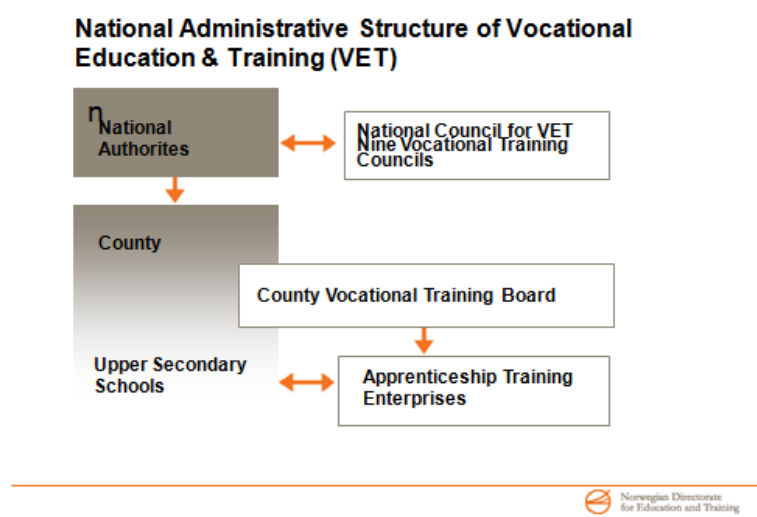 National Administrative Structure of Vocational
Education & Training (VET)
n
National
Authorites
National Council for VET
Nine Vocational Training
Councils
County
County Vocational Training Board
Upper Secondary
Schools
Apprenticeship Training
Enterprises
Norwegian Directorate
for Education and Training